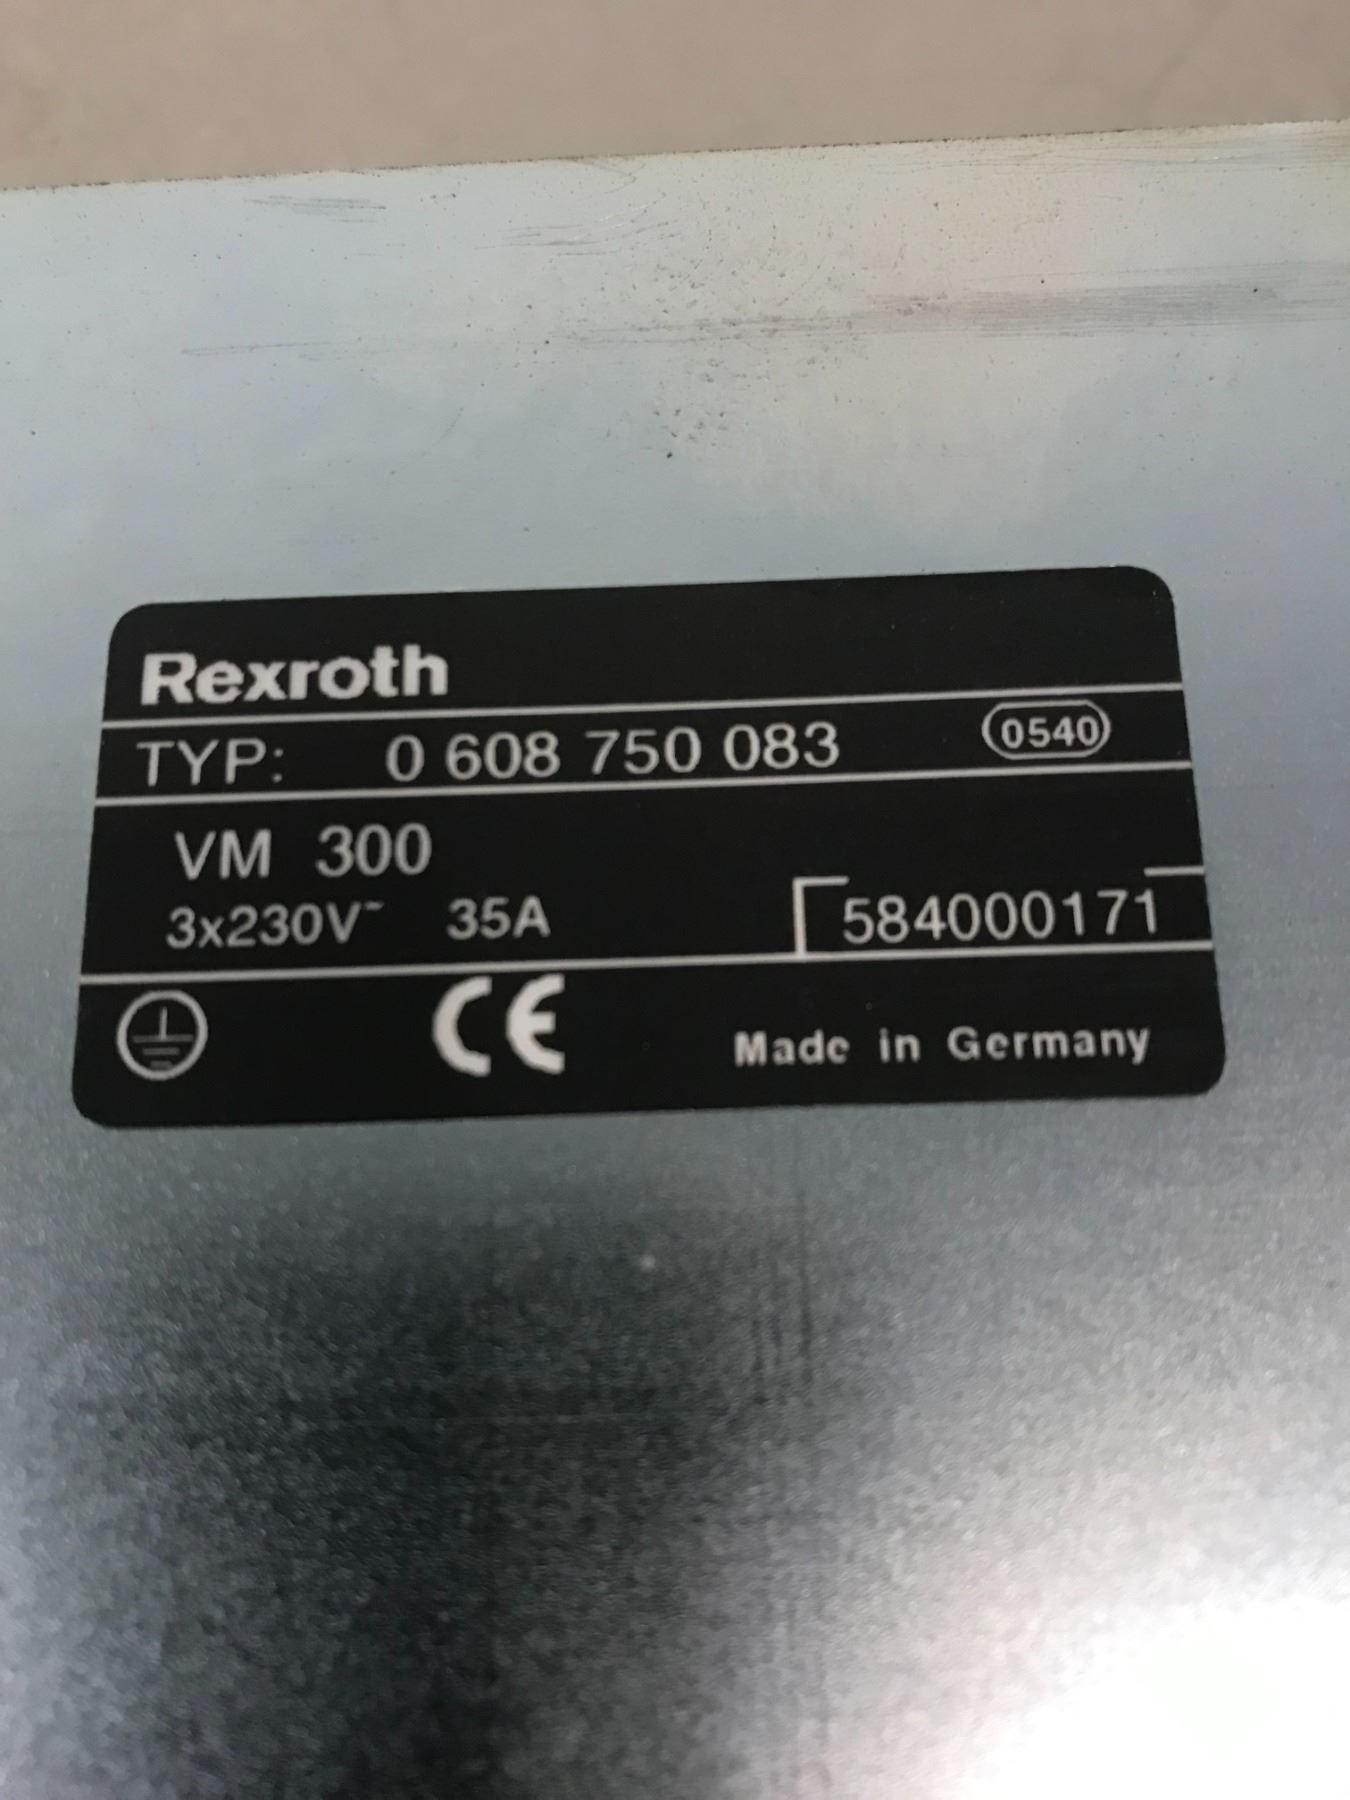 Rexroth
TYP: 0 608 750 083 0540
VM 300
3x230V~ 35A 584000171
CE Made in Germany